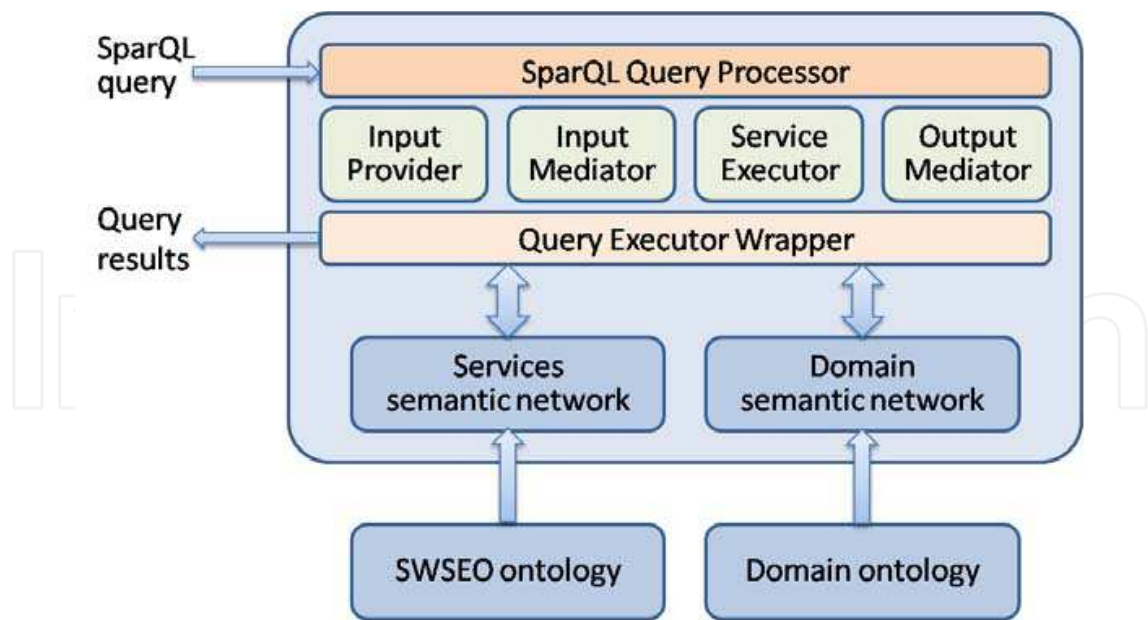 SparQL
query
SparQL Query Processor
Input
Provider
Input
Mediator
Service
Executor
Output
Mediator
Query
results
Query Executor Wrapper
Services
semantic network
Domain
semantic network
SWSEO ontology
Domain ontology